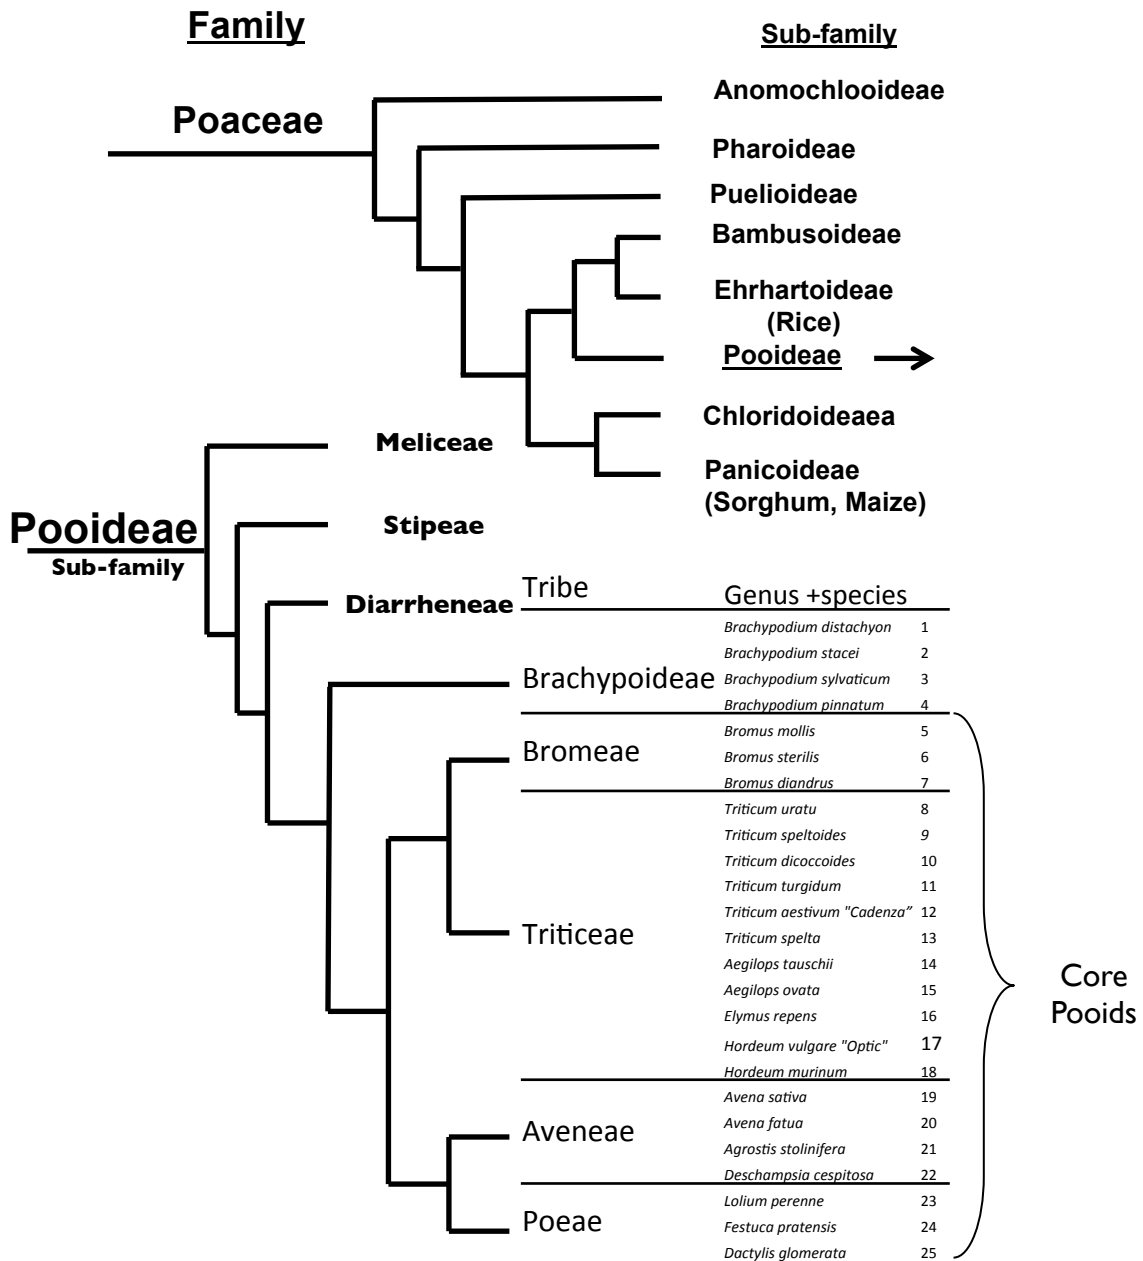 Family
Sub-family
Poaceae
Anomochlooideae
Pharoideae
Puelioideae
Bambusoideae
Ehrhartoideae
(Rice)
Pooideae
Chloridoideaea
Panicoideae
(Sorghum, Maize)
Pooideae
Sub-family
Meliceae
Stipeae
Diarrheneae
Tribe
Genus +species
Brachypoideae
Brachypodium distachyon 1
Brachypodium stacei 2
Brachypodium sylvaticum 3
Brachypodium pinnatum 4
Bromeae
Bromus mollis 5
Bromus sterilis 6
Bromus diandrus 7
Triticeae
Triticum uratu 8
Triticum speltoides 9
Triticum dicoccoides 10
Triticum turgidum 11
Triticum aestivum "Cadenza” 12
Triticum spelta 13
Aegilops tauschii 14
Aegilops ovata 15
Elymus repens 16
Hordeum vulgare "Optic" 17
Hordeum murinum 18
Aveneae
Avena sativa 19
Avena fatua 20
Agrostis stolinifera 21
Deschampsia cespitosa 22
Poeae
Lolium perenne 23
Festuca pratensis 24
Dactylis glomerata 25
Core
Pooids